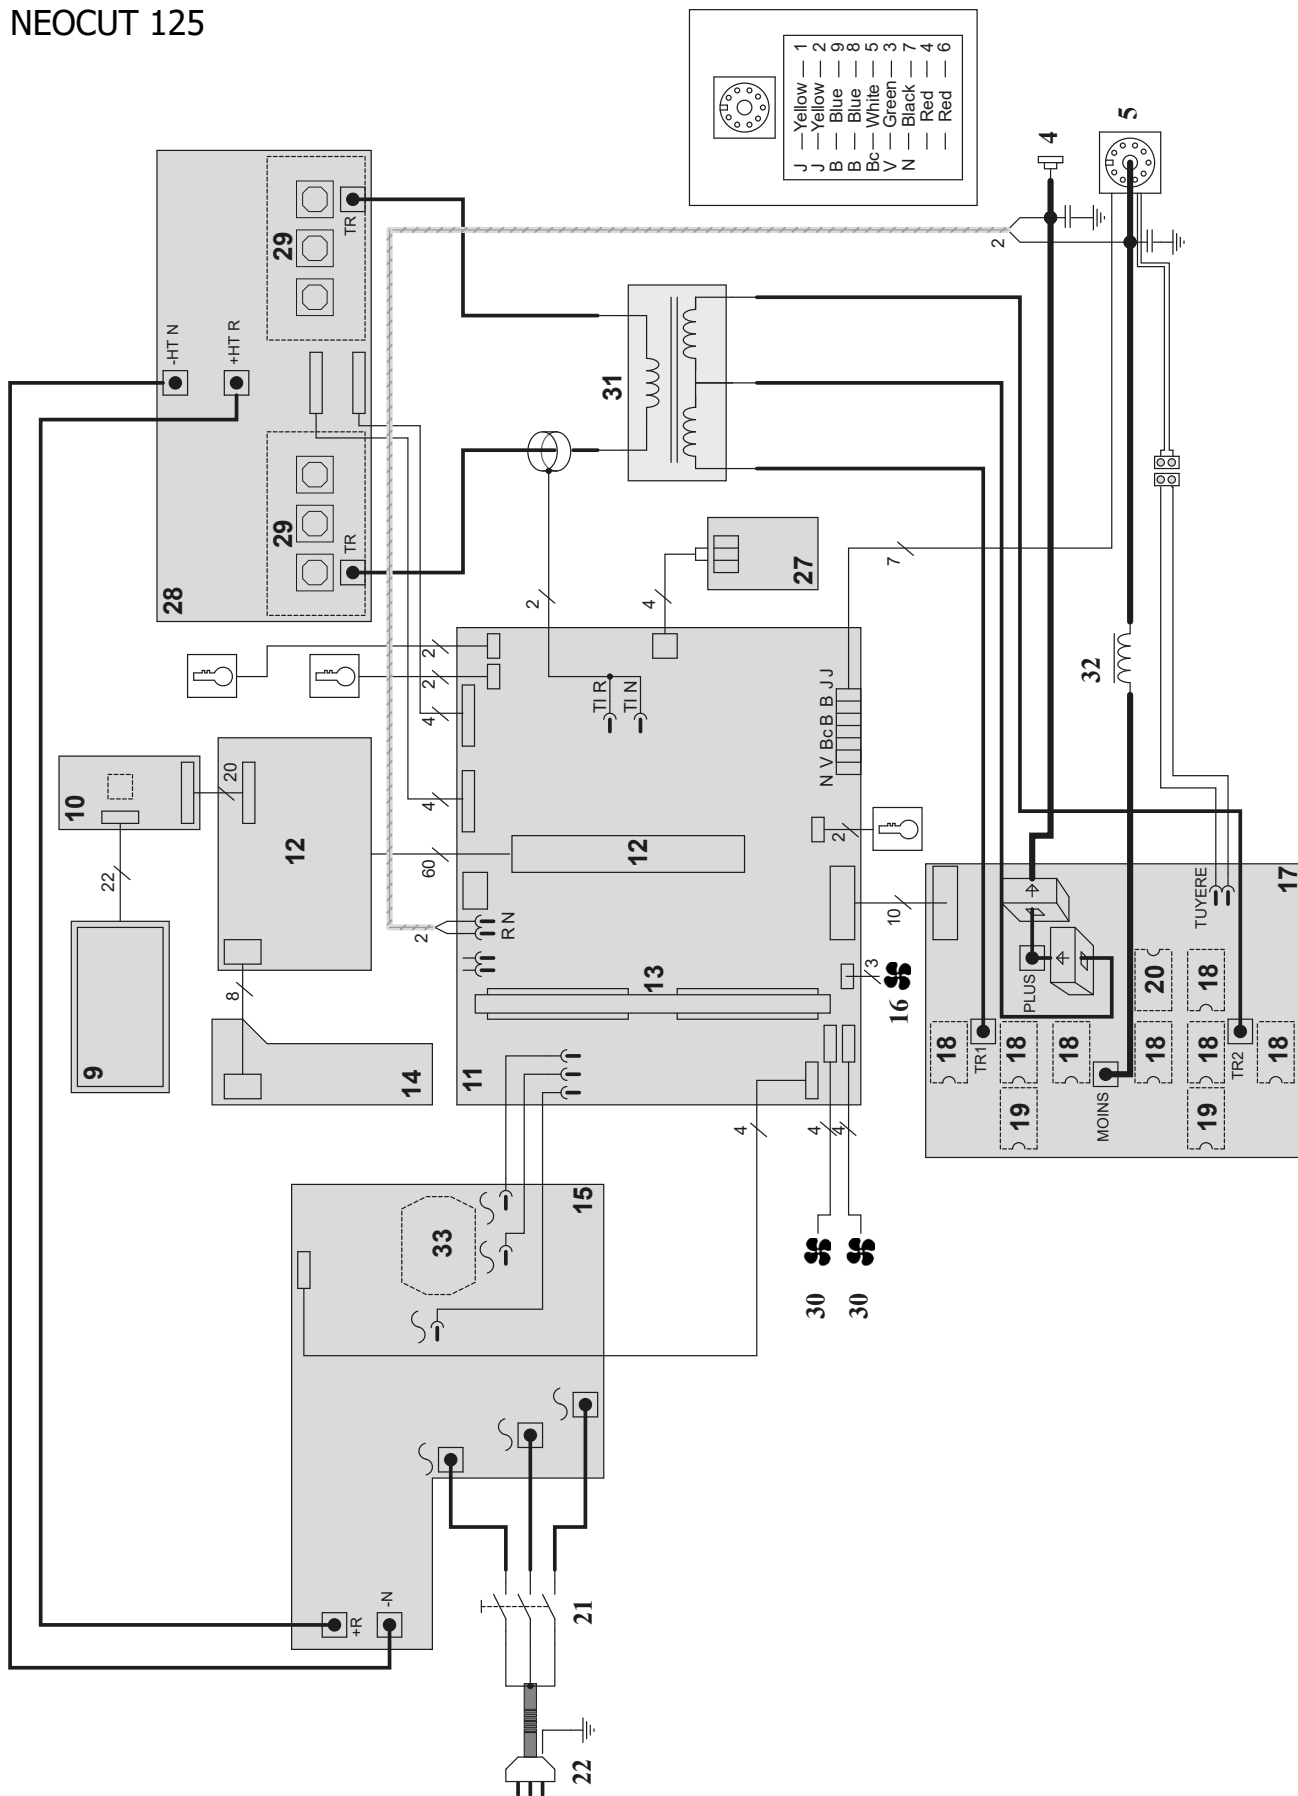 NEOCUT 125
J — Yellow — 1
J — Yellow — 2
B — Blue — 9
B — Blue — 8
Bc — White — 5
V — Green — 3
N — Black — 7
— Red — 4
— Red — 6
4
5
28
29
29
TR
TR
-HT N
+HT R
2
31
2
4
27
7
32
2
2
4
4
10
20
12
22
9
8
14
60
12
2
R N
TI R
TI N
N V Bc B B J J
2
13
11
10
3
16
4
4
4
30
30
17
TUYERE
PLUS
MOINS
TR1
TR2
18
18
18
18
18
18
18
19
19
20
15
33
+R
-N
21
22